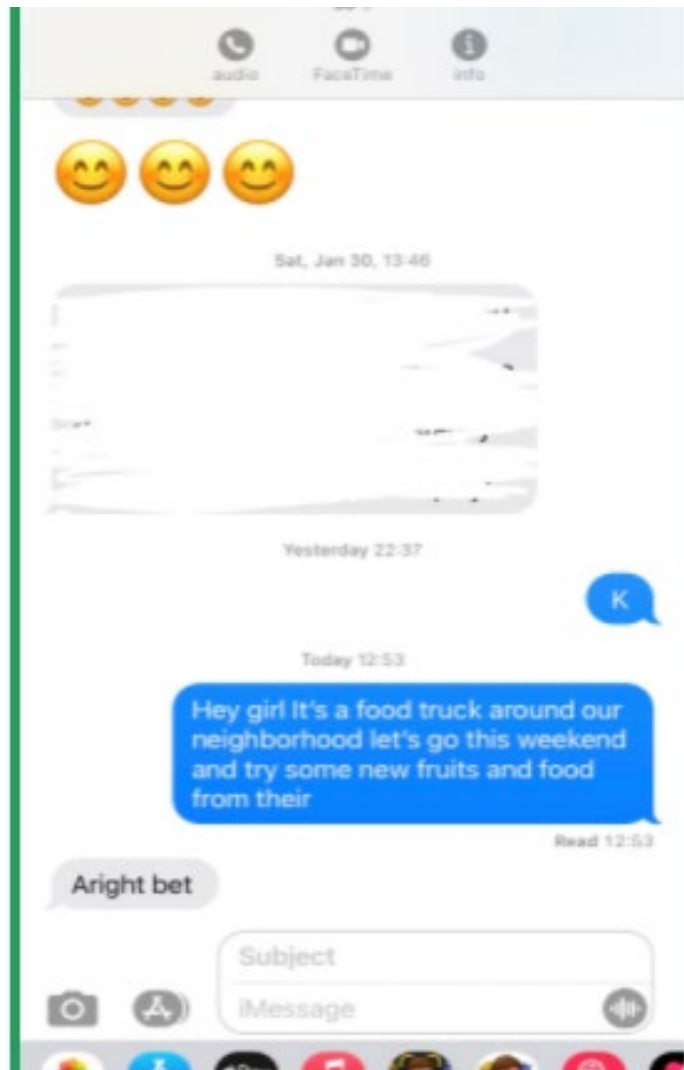 audio
FaceTime
info
Sat, Jan 30, 13:46
Yesterday 22:37
K
Today 12:53
Hey girl It's a food truck around our
neighborhood let's go this weekend
and try some new fruits and food
from their
Read 12:53
Aright bet
Subject
iMessage